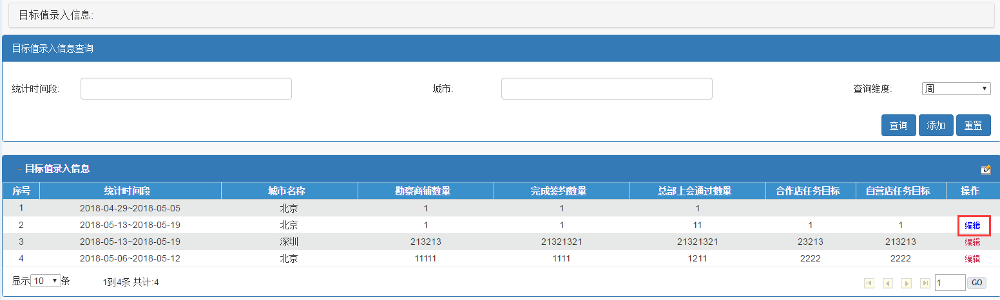 目标值录入信息:
目标值录入信息查询
统计时间段: 城市: 查询维度: 周
查询 添加 重置
目标值录入信息
序号 统计时间段 城市名称 勘察商铺数量 完成签约数量 总部上会通过数量 合作店任务目标 自营店任务目标 操作
1 2018-04-29~2018-05-05 北京 1 1 1
2 2018-05-13~2018-05-19 北京 1 1 11 1 1 编辑
3 2018-05-13~2018-05-19 深圳 213213 21321321 21321321 23213 213213 编辑
4 2018-05-06~2018-05-12 北京 11111 1111 1211 2222 2222 编辑
显示 10 条 1到4条 共计:4 1 GO